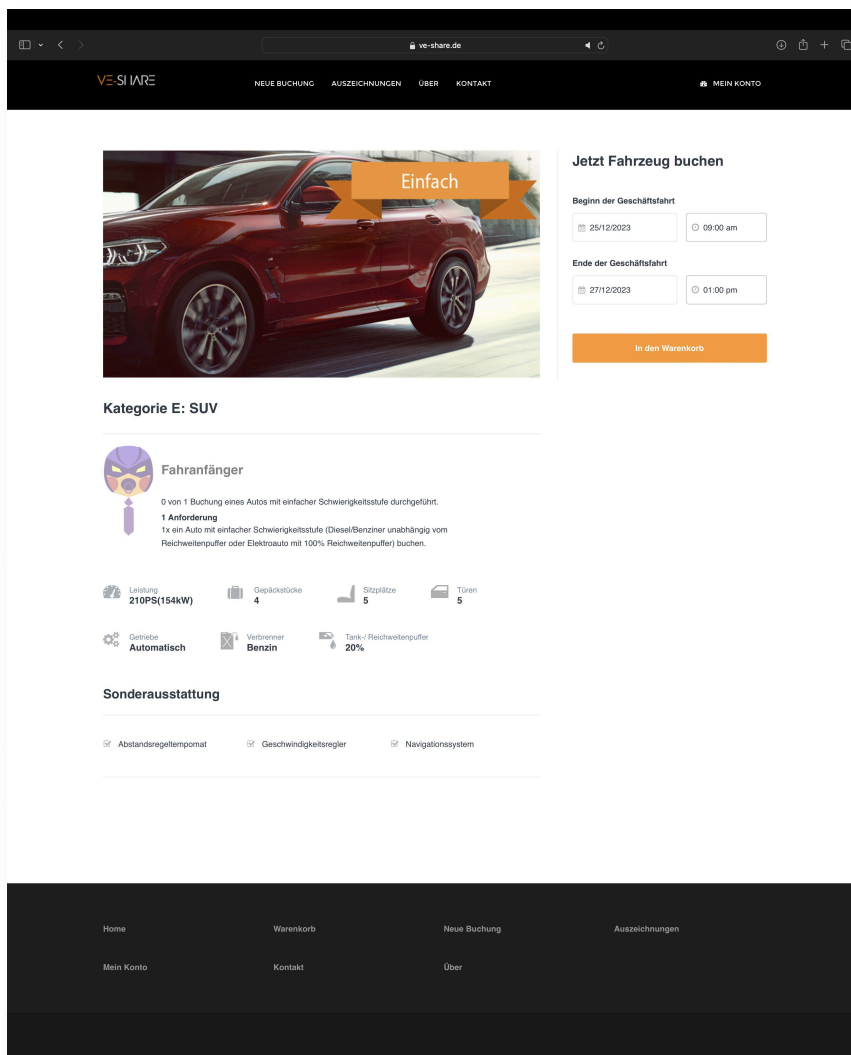 ve-share.de
VE-SHARE
NEUE BUCHUNG AUSZEICHNUNGEN ÜBER KONTAKT
MEIN KONTO
Einfach
Jetzt Fahrzeug buchen
Beginn der Geschäftsfahrt
25/12/2023 09:00 am
Ende der Geschäftsfahrt
27/12/2023 01:00 pm
In den Warenkorb
Kategorie E: SUV
Fahranfänger
0 von 1 Buchung eines Autos mit einfacher Schwierigkeitsstufe durchgeführt.
1 Anforderung
1x ein Auto mit einfacher Schwierigkeitsstufe (Diesel/Benziner unabhängig vom
Reichweitenpuffer oder Elektroauto mit 100% Reichweitenpuffer) buchen.
Leistung Gepäckstücke Sitzplätze Türen
210PS(154kW) 4 5 5
Getriebe Verbrenner Tank-/ Reichweitenpuffer
Automatisch Benzin 20%
Sonderausstattung
Abstandsregeltempomat Geschwindigkeitsregler Navigationssystem
Home Warenkorb Neue Buchung Auszeichnungen
Mein Konto Kontakt Über